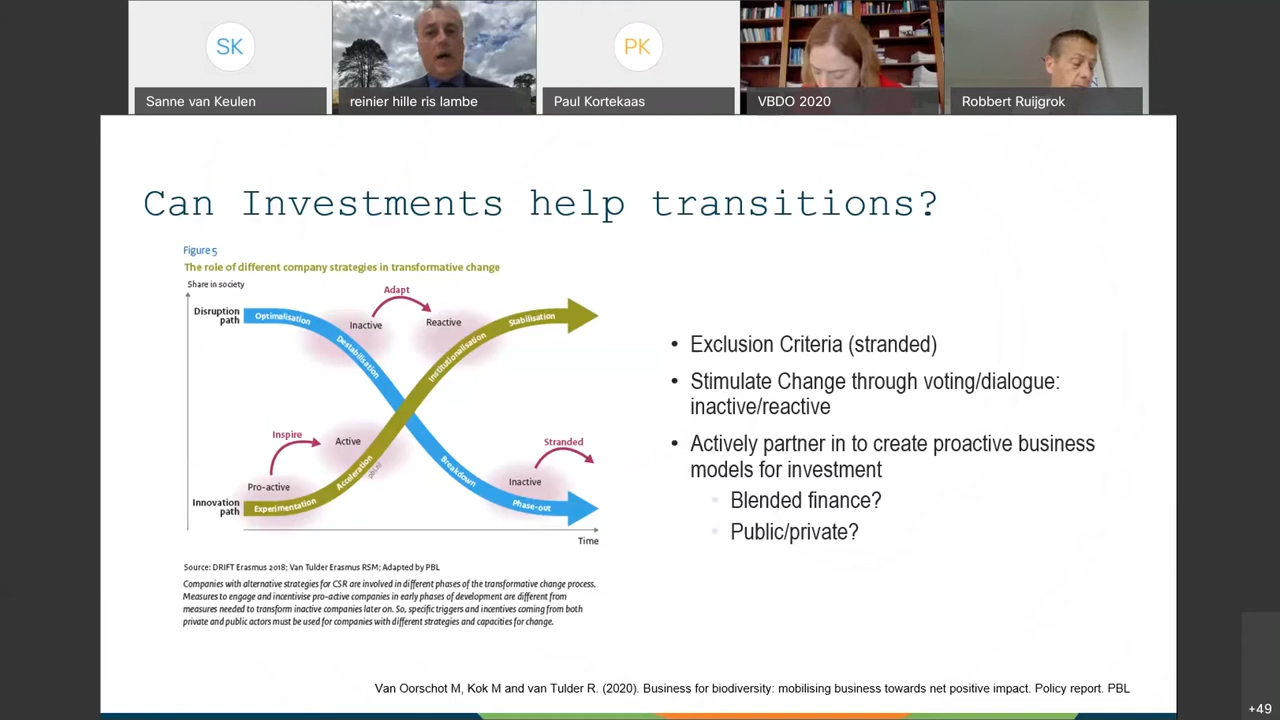 SK
PK
Sanne van Keulen
reinier hille ris lambe
Paul Kortekaas
VBDO 2020
Robbert Ruijgrok
Can Investments help transitions?
Figure 5
The role of different company strategies in transformative change
Share in society
Disruption
path
Optimalisation
Destabilisation
Breakdown
Phase-out
Inactive
Adapt
Reactive
Institutionalisation
Stabilisation
Inspire
Active
Acceleration
pbl.nl
Pro-active
Innovation
path
Experimentation
Stranded
Inactive
Time
Source: DRIFT Erasmus 2018; Van Tulder Erasmus RSM; Adapted by PBL
Companies with alternative strategies for CSR are involved in different phases of the transformative change process.
Measures to engage and incentivise pro-active companies in early phases of development are different from
measures needed to transform inactive companies later on. So, specific triggers and incentives coming from both
private and public actors must be used for companies with different strategies and capacities for change.
• Exclusion Criteria (stranded)
• Stimulate Change through voting/dialogue:
inactive/reactive
• Actively partner in to create proactive business
models for investment
Blended finance?
Public/private?
Van Oorschot M, Kok M and van Tulder R. (2020). Business for biodiversity: mobilising business towards net positive impact. Policy report. PBL
+49